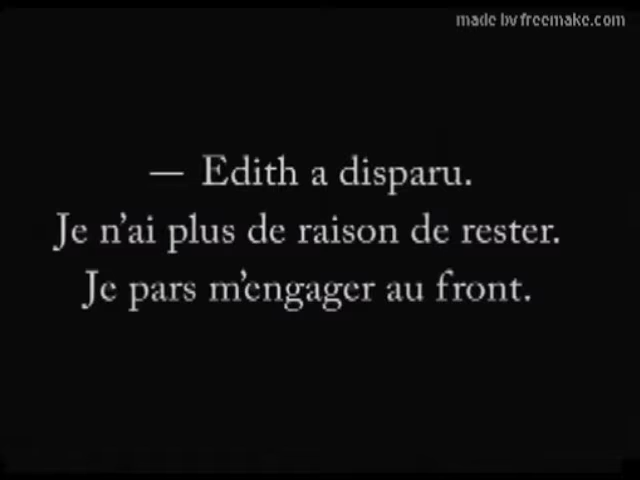 made by freemake.com
— Edith a disparu.
Je n'ai plus de raison de rester.
Je pars m'engager au front.